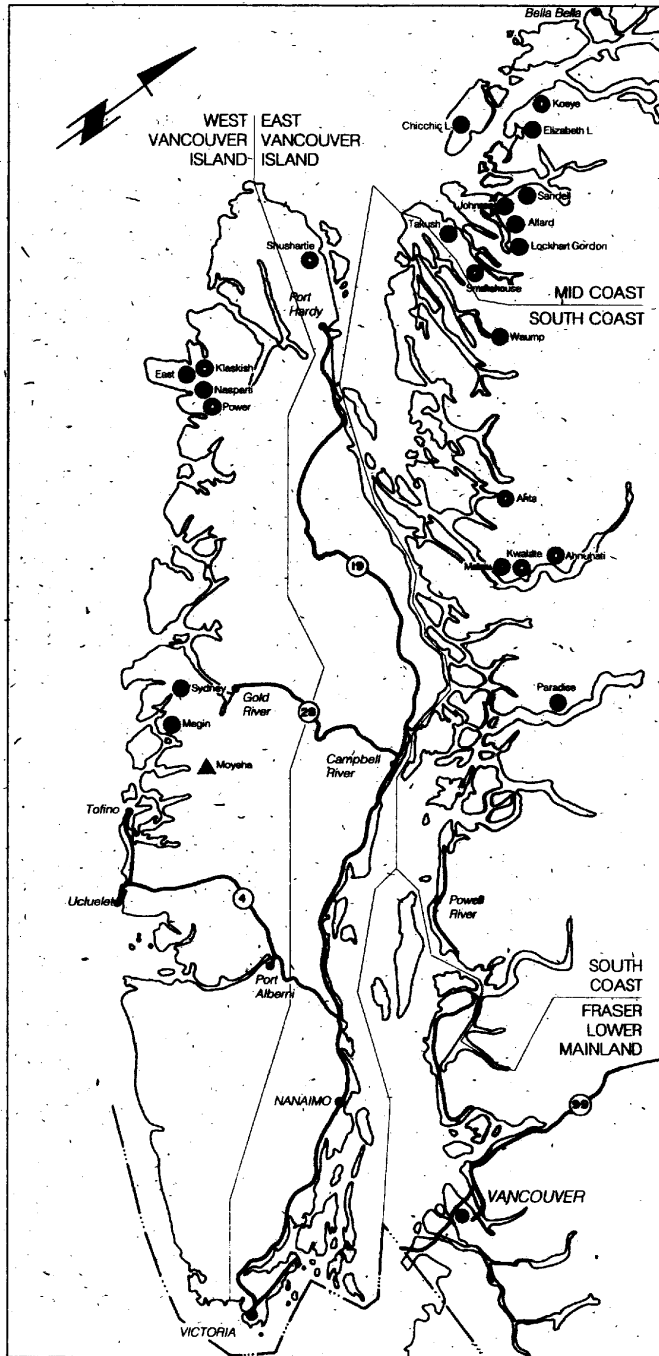 Bella Bella
Koeye
Chicchic L.
Elizabeth L
WEST
VANCOUVER
ISLAND
EAST
VANCOUVER
ISLAND
Sandell
Allard
Takush
Lockhart Gordon
Shushartie
Smokehouse
MID COAST
SOUTH COAST
Port
Hardy
Waump
Klaskish
East
Nasparti
Power
Ahta
Kwalate
Ahnuhati
19
Sydney
Gold
River
28
Paradise
Megin
Campbell
River
Moyeha
Tofino
Ucluelet
4
Powell
River
Port
Alberni
SOUTH
COAST
FRASER
LOWER
MAINLAND
NANAIMO
99
VANCOUVER
VICTORIA